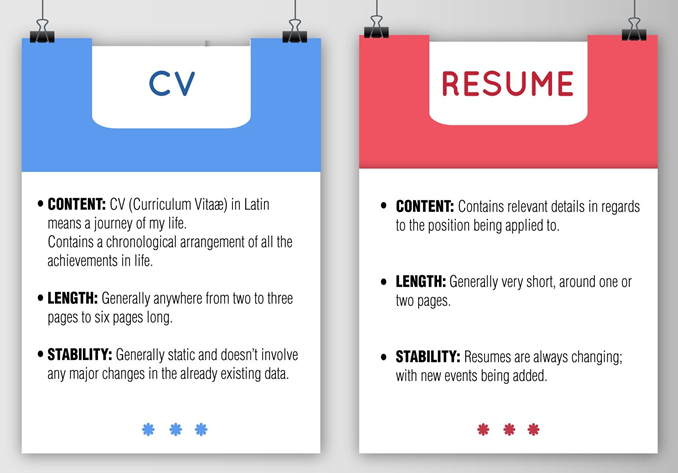 CV
• CONTENT: CV (Curriculum Vitaæ) in Latin
means a journey of my life.
Contains a chronological arrangement of all the
achievements in life.
• LENGTH: Generally anywhere from two to three
pages to six pages long.
• STABILITY: Generally static and doesn't involve
any major changes in the already existing data.
RESUME
• CONTENT: Contains relevant details in regards
to the position being applied to.
• LENGTH: Generally very short, around one or
two pages.
• STABILITY: Resumes are always changing;
with new events being added.